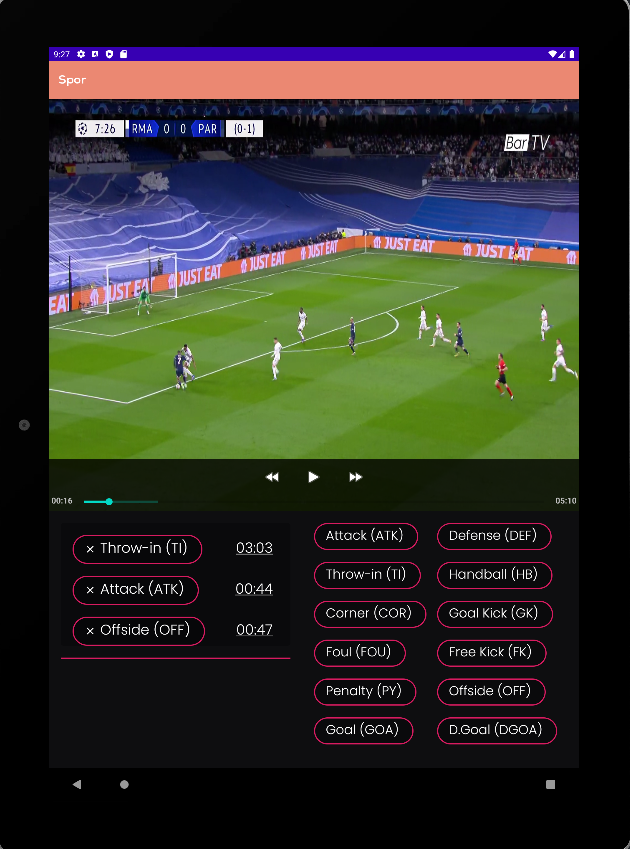 9:27
Spor
7:26 RMA 0 0 PAR (0-1)
Bar TV
JUST EAT
JUST EAT
JUST EAT
JUST EAT
EAT
JUST EAT
JUST EAT
00:16
05:10
× Throw-in (TI) 03:03
× Attack (ATK) 00:44
× Offside (OFF) 00:47
Attack (ATK) Defense (DEF)
Throw-in (TI) Handball (HB)
Corner (COR) Goal Kick (GK)
Foul (FOU) Free Kick (FK)
Penalty (PY) Offside (OFF)
Goal (GOA) D.Goal (DGOA)